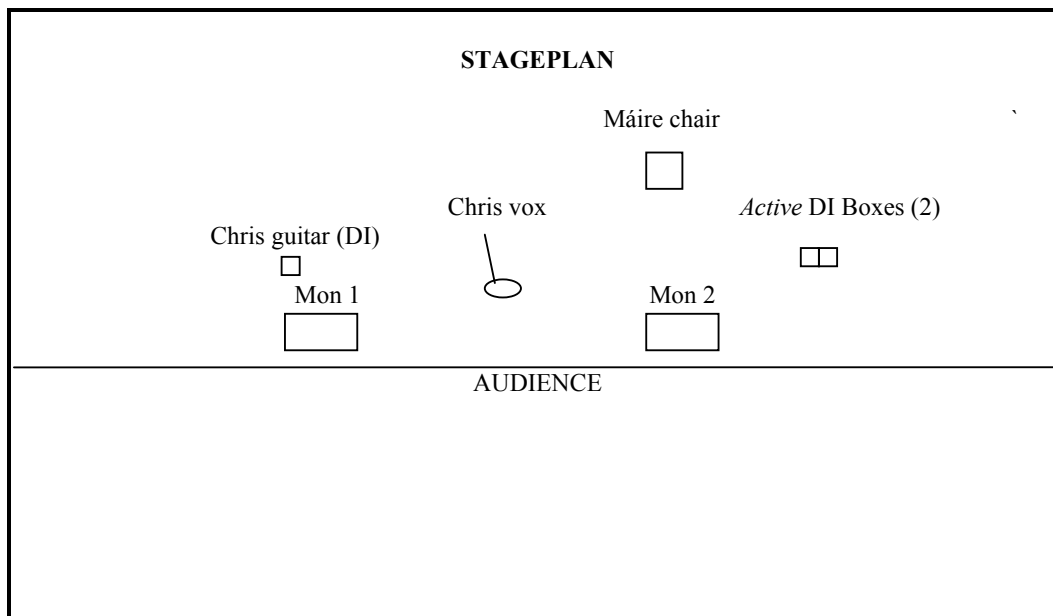 STAGEPLAN
Máire chair `
Chris vox
Active DI Boxes (2)
Chris guitar (DI)
Mon 1
Mon 2
AUDIENCE